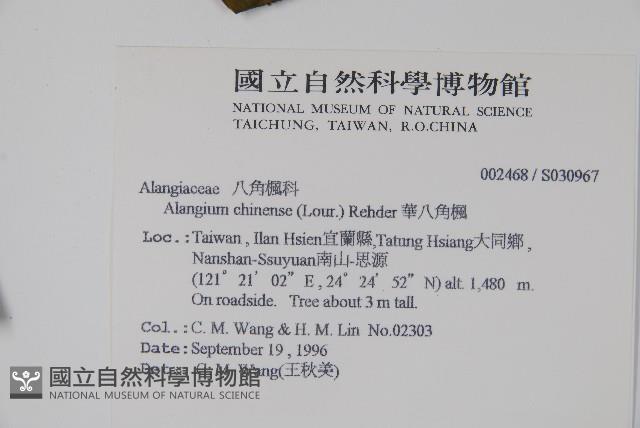 國立自然科學博物館
NATIONAL MUSEUM OF NATURAL SCIENCE
TAICHUNG, TAIWAN, R.O.CHINA
002468 / S030967
Alangiaceae 八角楓科
Alangium chinense (Lour.) Rehder 華八角楓
Loc.:Taiwan , Ilan Hsien宜蘭縣,Tatung Hsiang大同鄉 ,
Nanshan-Ssuyuan南山-思源
(121° 21' 02" E , 24° 24' 52" N) alt. 1,480 m.
On roadside. Tree about 3 m tall.
Col.:C. M. Wang & H. M. Lin No.02303
Date:September 19 , 1996
Det.:C. M. Wang(王秋美)
國立自然科學博物館
NATIONAL MUSEUM OF NATURAL SCIENCE